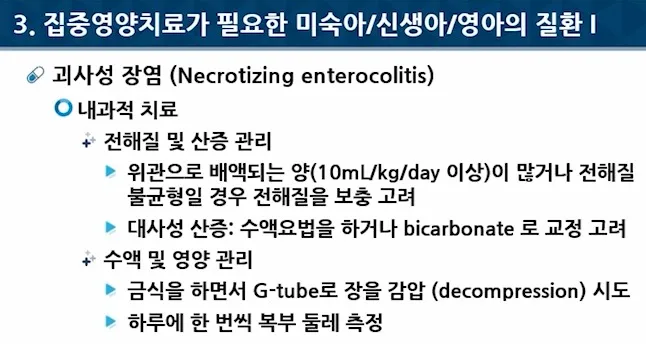 3. 집중영양치료가 필요한 미숙아/신생아/영아의 질환 I
괴사성 장염 (Necrotizing enterocolitis)
내과적 치료
전해질 및 산증 관리
위관으로 배액되는 양(10mL/kg/day 이상)이 많거나 전해질
불균형일 경우 전해질을 보충 고려
대사성 산증: 수액요법을 하거나 bicarbonate 로 교정 고려
수액 및 영양 관리
금식을 하면서 G-tube로 장을 감압 (decompression) 시도
하루에 한 번씩 복부 둘레 측정